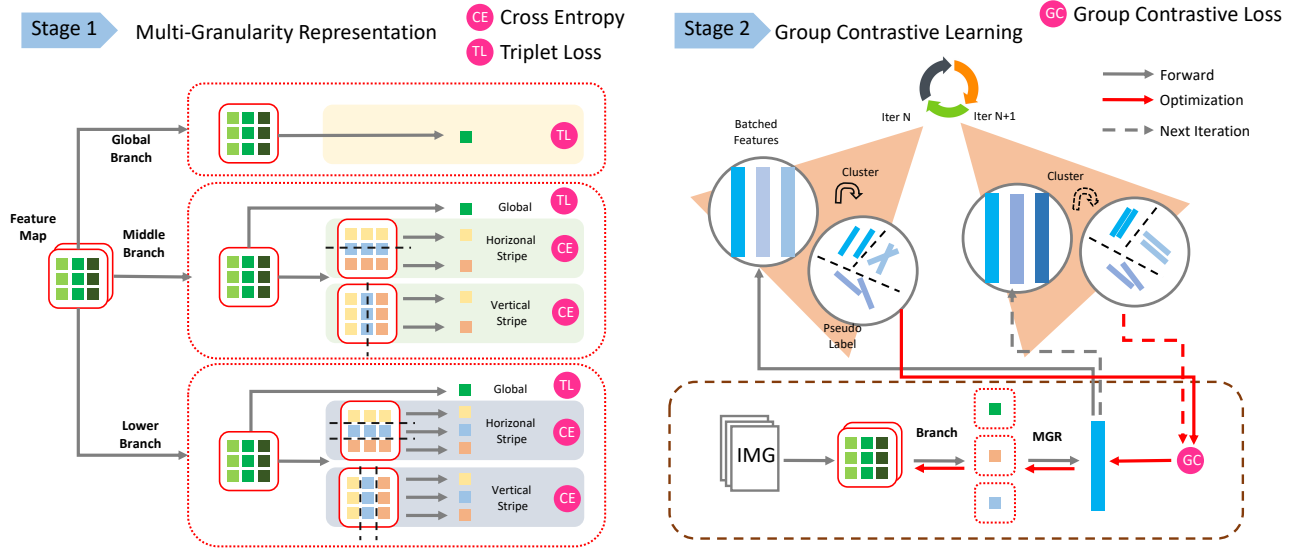 Stage 1
Multi-Granularity Representation
CE Cross Entropy
TL Triplet Loss
Global
Branch
TL
Feature
Map
Middle
Branch
Global
TL
Horizonal
Stripe
CE
Vertical
Stripe
CE
Lower
Branch
Global
TL
Horizonal
Stripe
CE
Vertical
Stripe
CE
Stage 2
Group Contrastive Learning
GC Group Contrastive Loss
Forward
Optimization
Next Iteration
Iter N
Iter N+1
Batched
Features
Cluster
Cluster
Pseudo
Label
IMG
Branch
MGR
GC